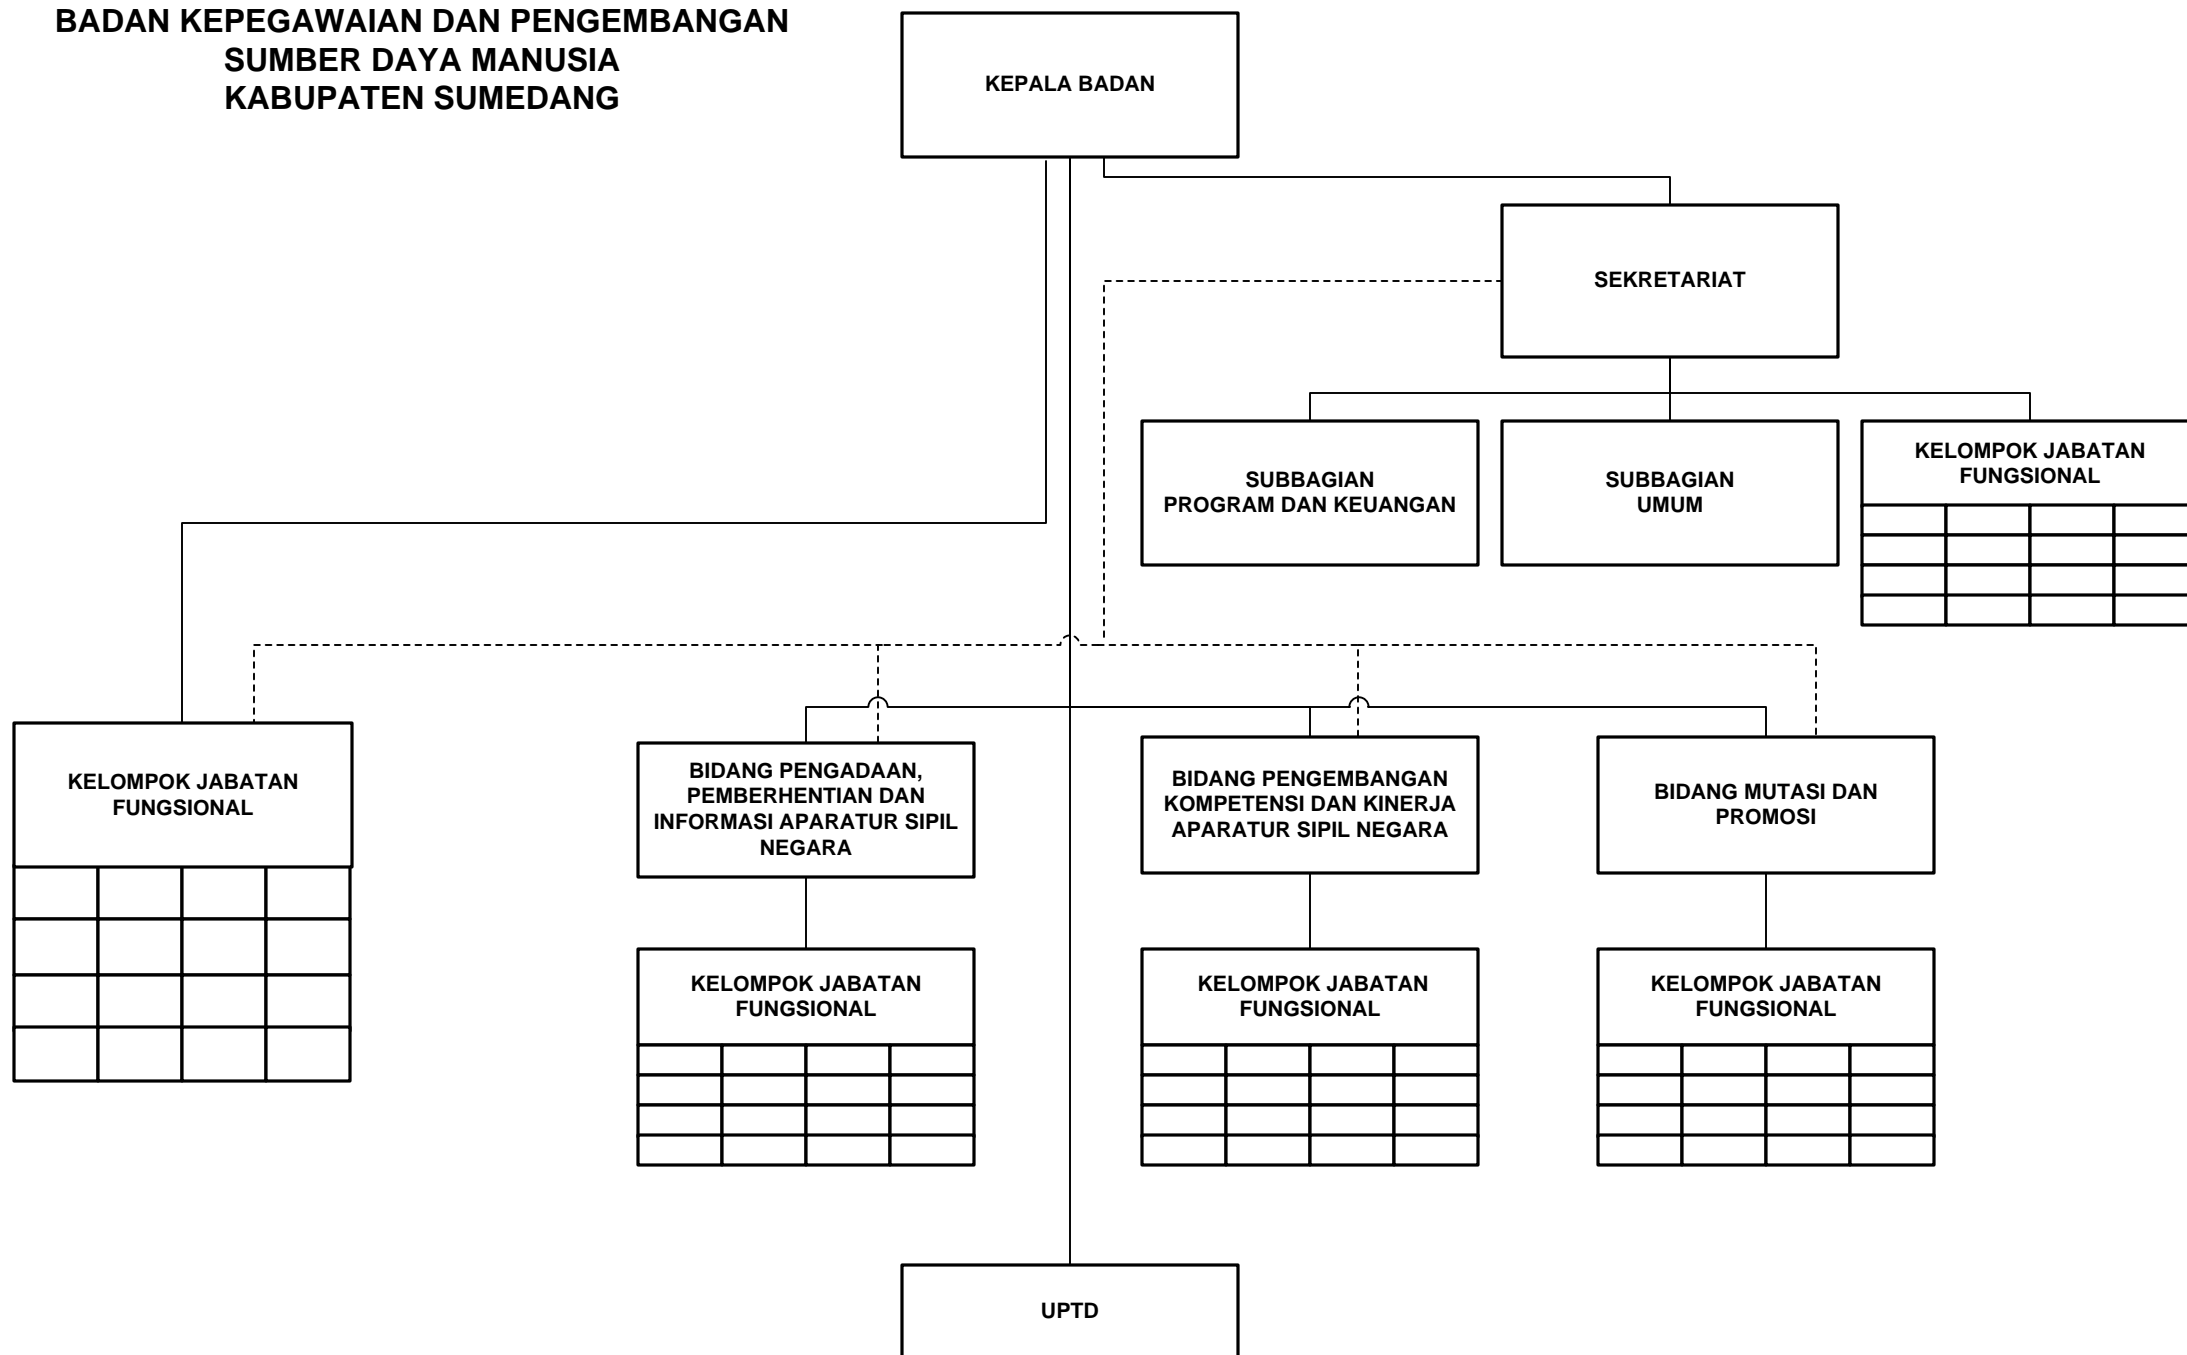 BADAN KEPEGAWAIAN DAN PENGEMBANGAN
SUMBER DAYA MANUSIA
KABUPATEN SUMEDANG
KEPALA BADAN
SEKRETARIAT
SUBBAGIAN
PROGRAM DAN KEUANGAN
SUBBAGIAN
UMUM
KELOMPOK JABATAN
FUNGSIONAL
KELOMPOK JABATAN
FUNGSIONAL
BIDANG PENGADAAN,
PEMBERHENTIAN DAN
INFORMASI APARATUR SIPIL
NEGARA
BIDANG PENGEMBANGAN
KOMPETENSI DAN KINERJA
APARATUR SIPIL NEGARA
BIDANG MUTASI DAN
PROMOSI
KELOMPOK JABATAN
FUNGSIONAL
KELOMPOK JABATAN
FUNGSIONAL
KELOMPOK JABATAN
FUNGSIONAL
UPTD